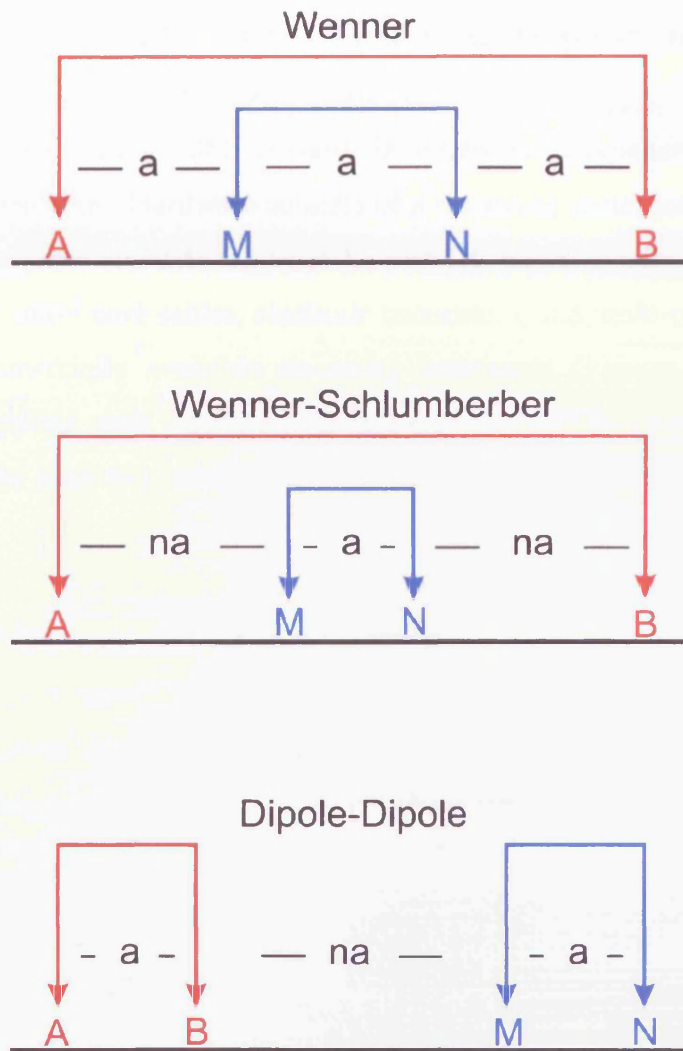 Wenner
— a — — a — — a —
A M N B
Wenner-Schlumberber
— na — - a - — na —
A M N B
Dipole-Dipole
- a - — na — - a -
A B M N